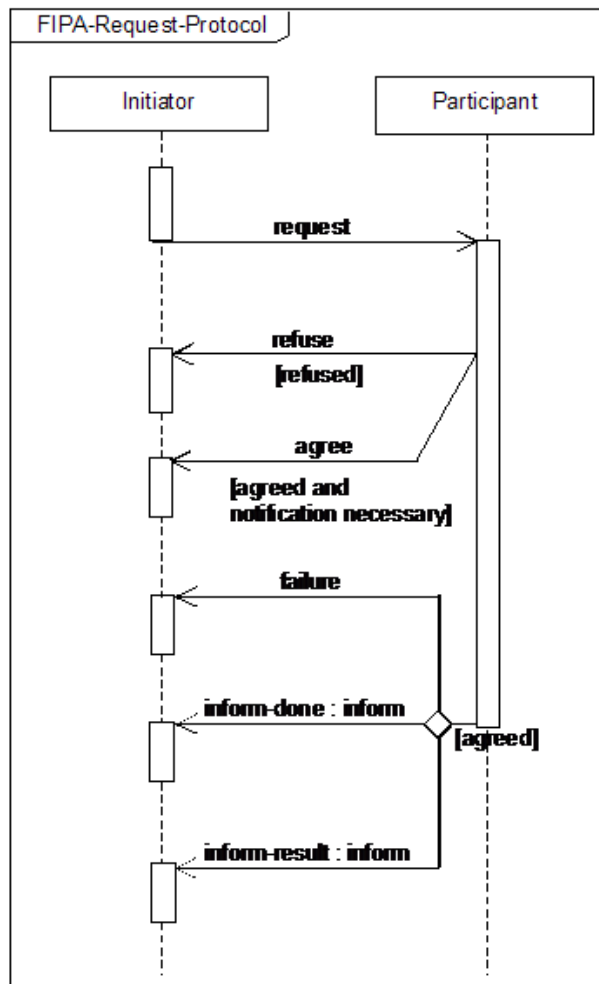 FIPA-Request-Protocol
Initiator
Participant
request
refuse
[refused]
agree
[agreed and
notification necessary]
failure
inform-done : inform
[agreed]
inform-result : inform